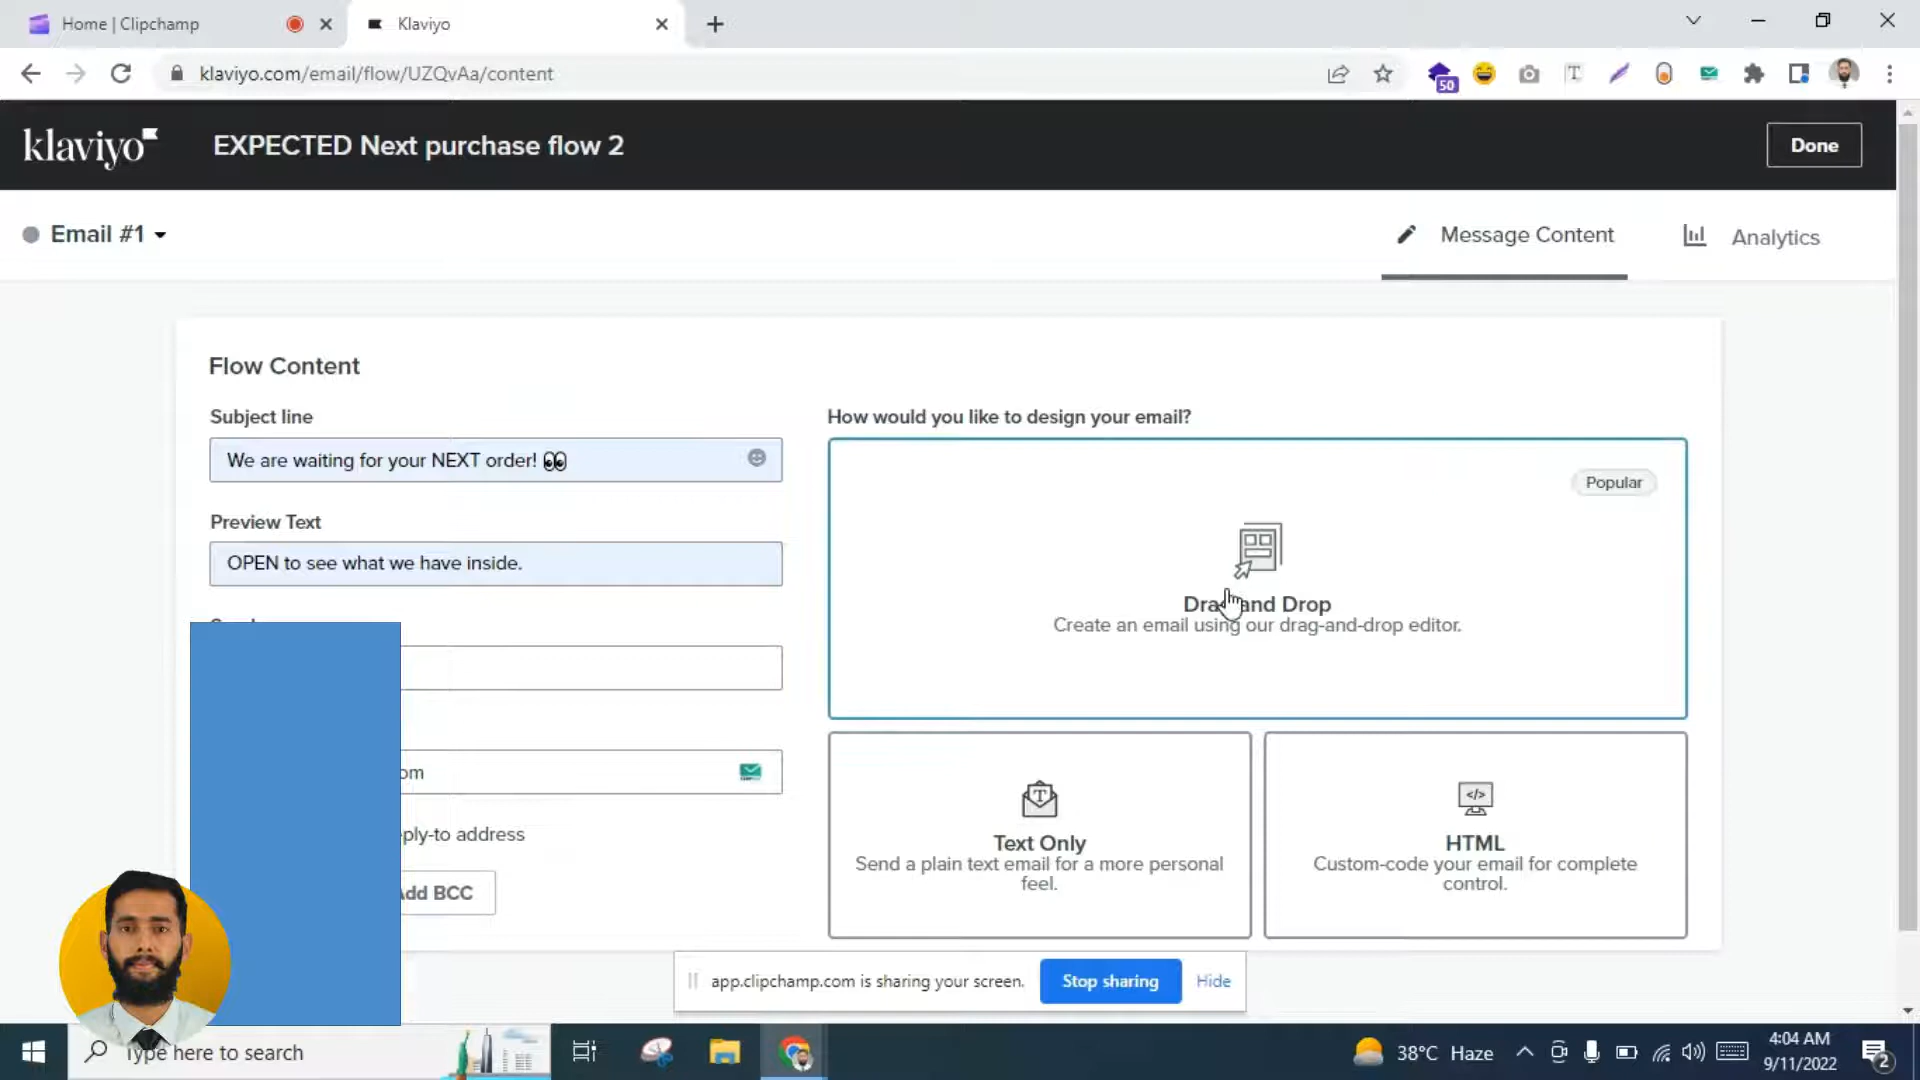 Home | Clipchamp
Klaviyo
klaviyo.com/email/flow/UZQvAa/content
50
klaviyo
EXPECTED Next purchase flow 2
Done
Email #1
Message Content
Analytics
Flow Content
Subject line
We are waiting for your NEXT order! 👀
Preview Text
OPEN to see what we have inside.
om
eply-to address
Add BCC
How would you like to design your email?
Popular
Drag and Drop
Create an email using our drag-and-drop editor.
Text Only
Send a plain text email for a more personal
feel.
HTML
Custom-code your email for complete
control.
app.clipchamp.com is sharing your screen.
Stop sharing
Hide
Type here to search
38°C Haze
4:04 AM
9/11/2022
2